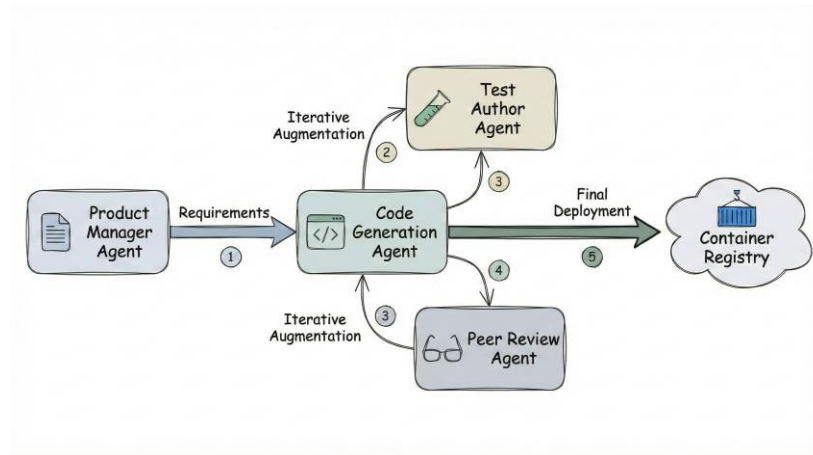 Test
Author
Agent
Iterative
Augmentation
2
3
Product
Manager
Agent
Requirements
1
Code
Generation
Agent
</>
Final
Deployment
5
Container
Registry
4
Iterative
Augmentation
3
Peer Review
Agent